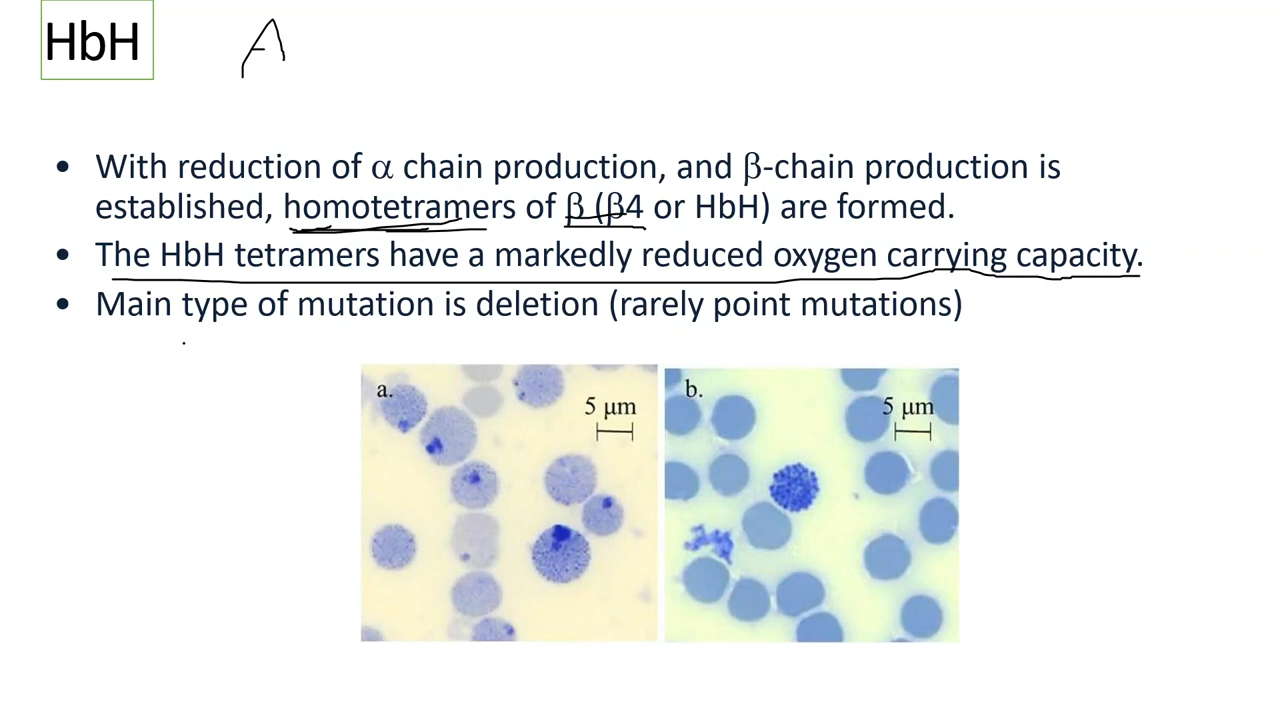 HbH
A
• With reduction of α chain production, and β-chain production is
established, homotetramers of β (β4 or HbH) are formed.
• The HbH tetramers have a markedly reduced oxygen carrying capacity.
• Main type of mutation is deletion (rarely point mutations)
a. 5 µm
b. 5 µm